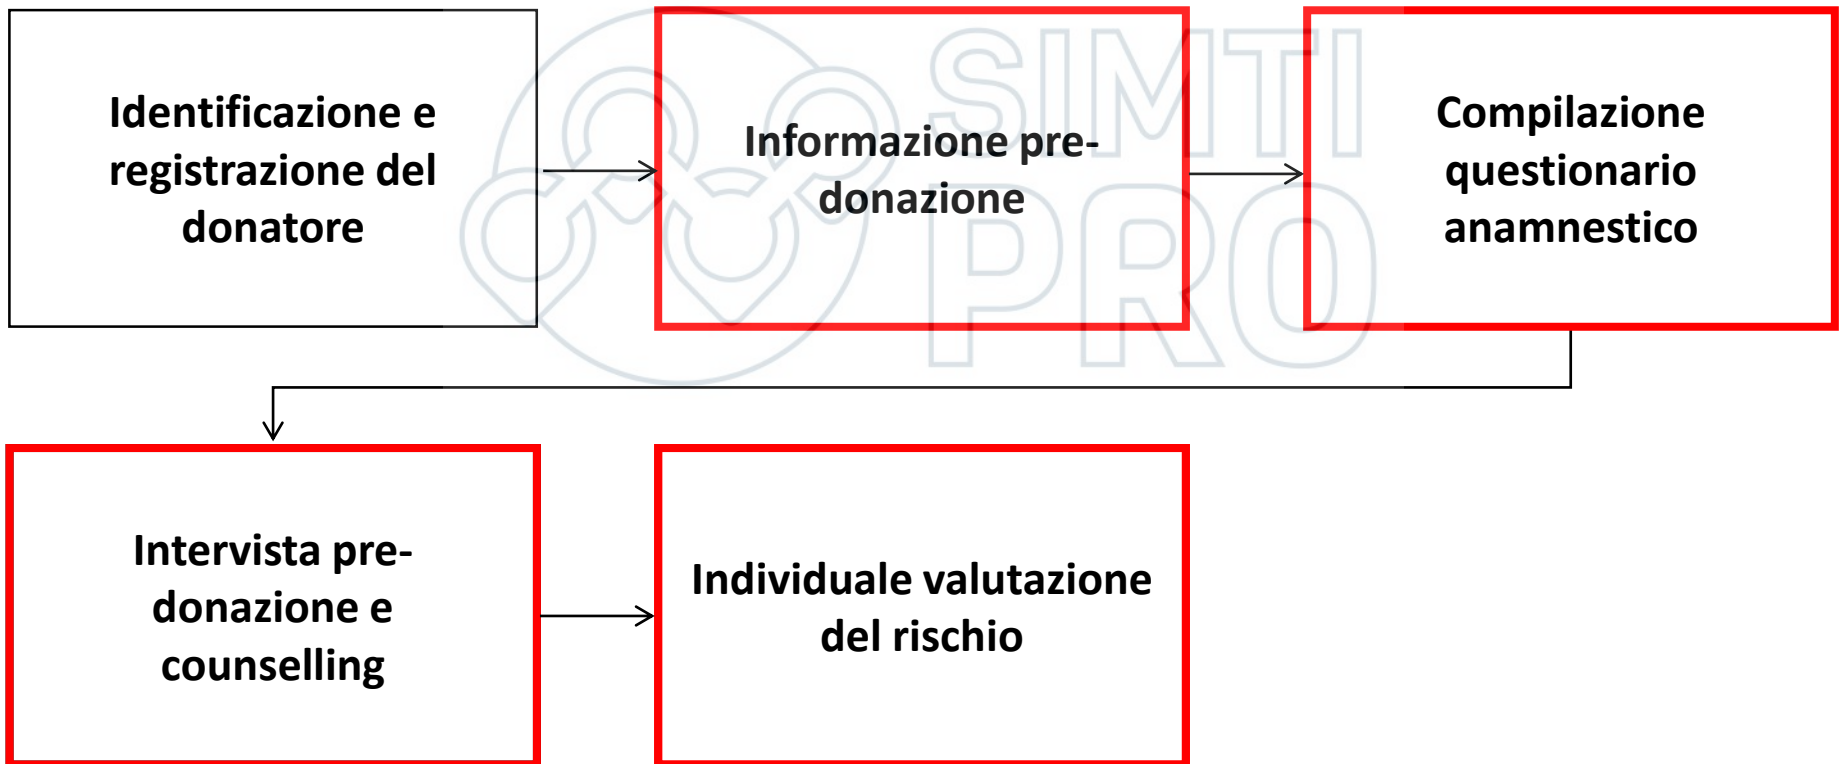 Identificazione e
registrazione del
donatore
Informazione pre-
donazione
Compilazione
questionario
anamnestico
SIMTI
PRO
Intervista pre-
donazione e
counselling
Individuale valutazione
del rischio